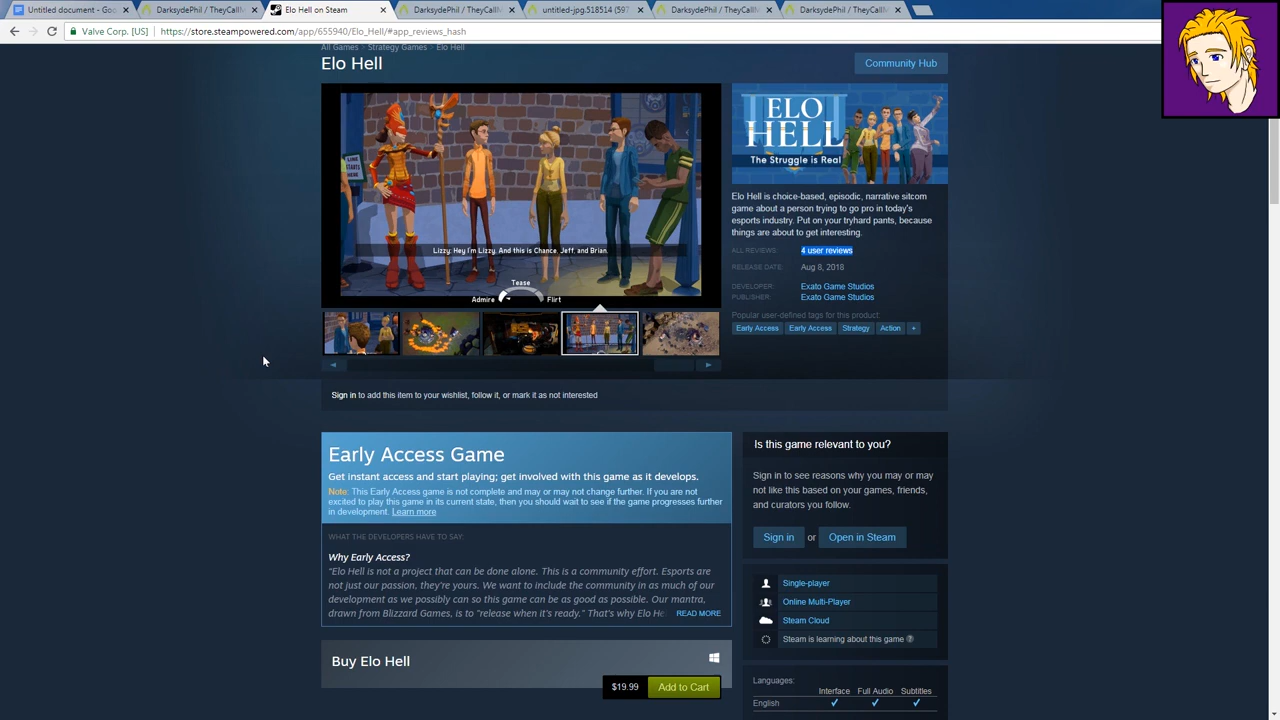 Untitled document - Goo
DarksydePhil / TheyCallM
Elo Hell on Steam
DarksydePhil / TheyCallM
untitled-jpg.518514 (597
DarksydePhil / TheyCallM
DarksydePhil / TheyCallM
Valve Corp. [US]
https://store.steampowered.com/app/655940/Elo_Hell/#app_reviews_hash
All Games > Strategy Games > Elo Hell
Elo Hell
Community Hub
LINE STARTS HERE
Lizzy: Hey I'm Lizzy. And this is Chance, Jeff, and Brian.
Tease
Admire
Flirt
ELO
HELL
The Struggle is Real
Elo Hell is choice-based, episodic, narrative sitcom
game about a person trying to go pro in today's
esports industry. Put on your tryhard pants, because
things are about to get interesting.
ALL REVIEWS: 4 user reviews
RELEASE DATE: Aug 8, 2018
DEVELOPER: Exato Game Studios
PUBLISHER: Exato Game Studios
Popular user-defined tags for this product:
Early Access
Early Access
Strategy
Action
+
Sign in to add this item to your wishlist, follow it, or mark it as not interested
Early Access Game
Get instant access and start playing; get involved with this game as it develops.
Note: This Early Access game is not complete and may or may not change further. If you are not
excited to play this game in its current state, then you should wait to see if the game progresses further
in development. Learn more
WHAT THE DEVELOPERS HAVE TO SAY:
Why Early Access?
"Elo Hell is not a project that can be done alone. This is a community effort. Esports are
not just our passion, they're yours. We want to include the community in as much of our
development as we possibly can so this game can be as good as possible. Our mantra,
drawn from Blizzard Games, is to "release when it's ready." That's why Elo He
READ MORE
Buy Elo Hell
$19.99
Add to Cart
Is this game relevant to you?
Sign in to see reasons why you may or may
not like this based on your games, friends,
and curators you follow.
Sign in or Open in Steam
Single-player
Online Multi-Player
Steam Cloud
Steam is learning about this game ?
Languages:
Interface
Full Audio
Subtitles
English ✓ ✓ ✓